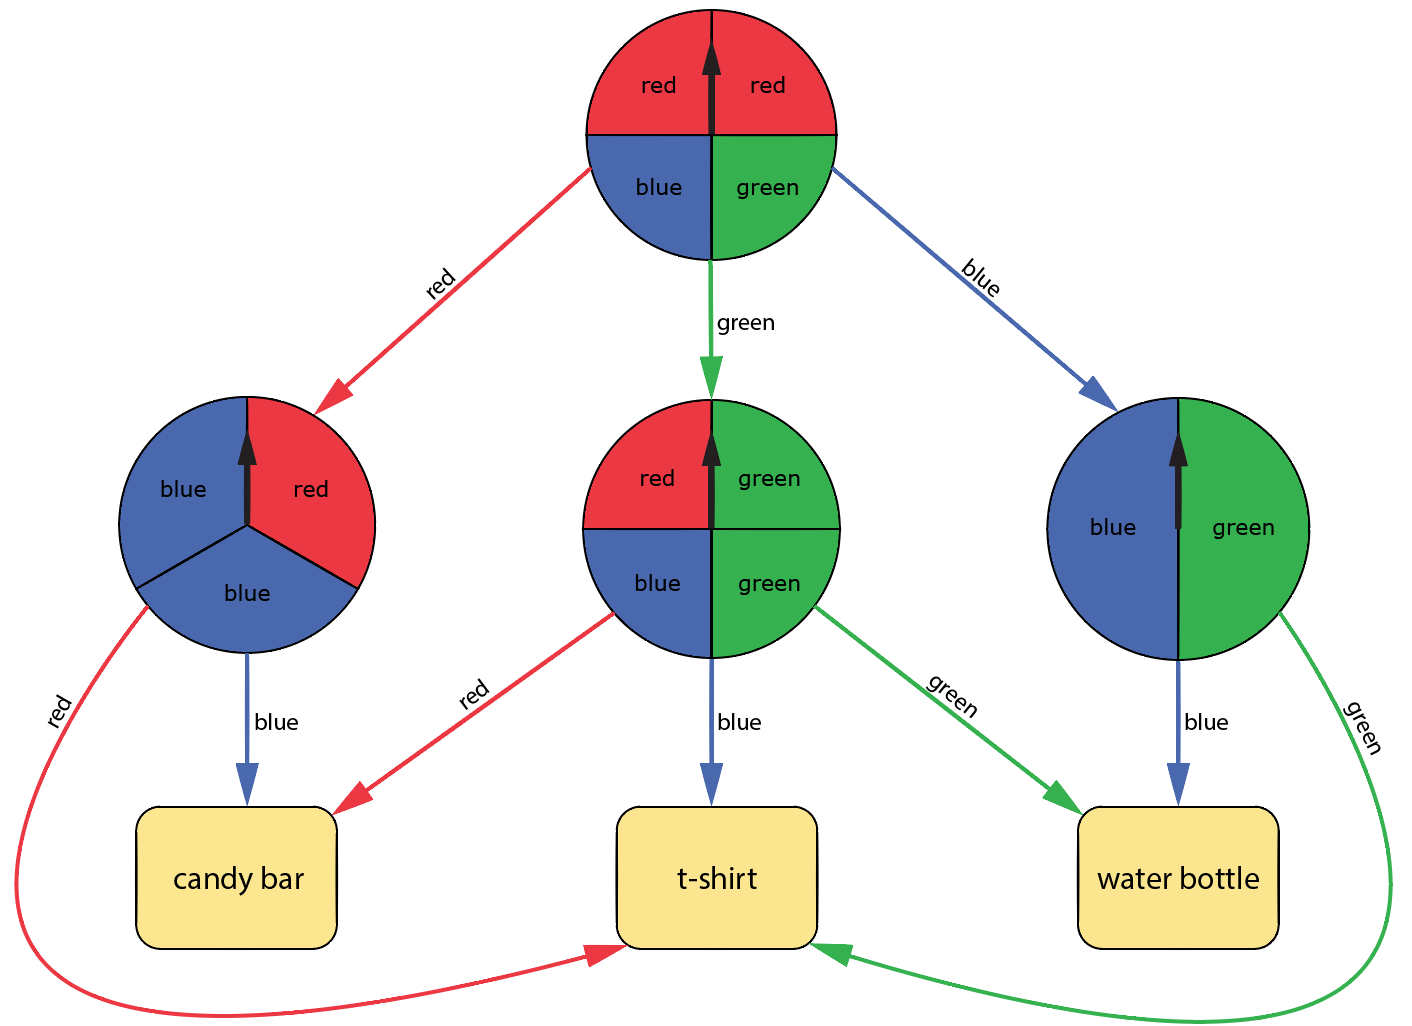 red red
blue green
red
green
blue
blue red
blue
red green
blue green
blue green
red
blue
red
blue
green
blue
green
candy bar
t-shirt
water bottle